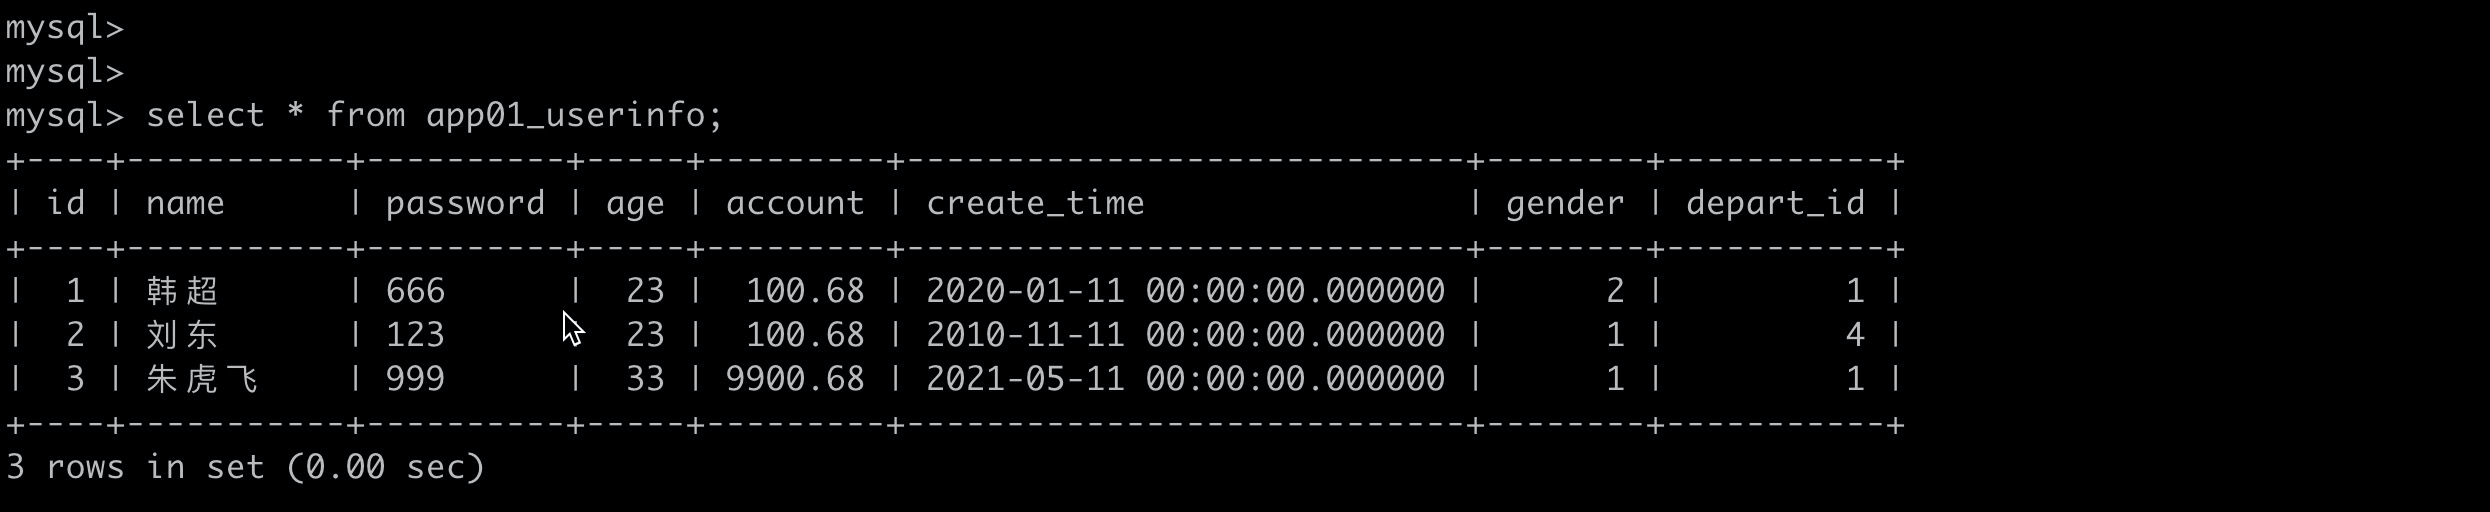 mysql>
mysql>
mysql> select * from app01_userinfo;
+----+-----------+----------+-----+---------+----------------------------+--------+-----------+
| id | name      | password | age | account | create_time                | gender | depart_id |
+----+-----------+----------+-----+---------+----------------------------+--------+-----------+
|  1 | 韩超      | 666      |  23 |  100.68 | 2020-01-11 00:00:00.000000 |      2 |         1 |
|  2 | 刘东      | 123      |  23 |  100.68 | 2010-11-11 00:00:00.000000 |      1 |         4 |
|  3 | 朱虎飞    | 999      |  33 | 9900.68 | 2021-05-11 00:00:00.000000 |      1 |         1 |
+----+-----------+----------+-----+---------+----------------------------+--------+-----------+
3 rows in set (0.00 sec)